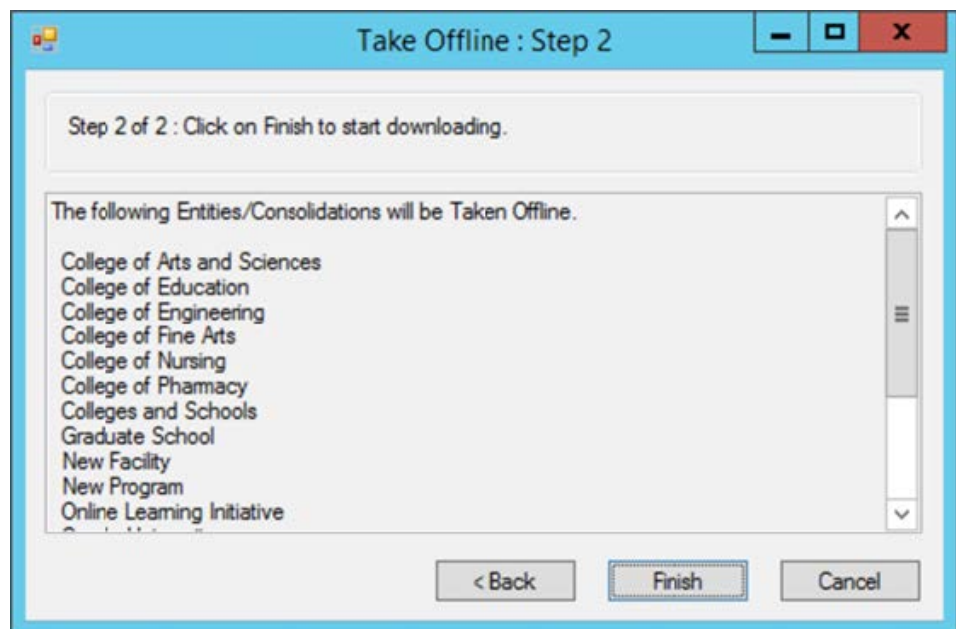 Take Offline : Step 2
Step 2 of 2 : Click on Finish to start downloading.
The following Entities/Consolidations will be Taken Offline.
College of Arts and Sciences
College of Education
College of Engineering
College of Fine Arts
College of Nursing
College of Pharmacy
Colleges and Schools
Graduate School
New Facility
New Program
Online Learning Initiative
< Back
Finish
Cancel